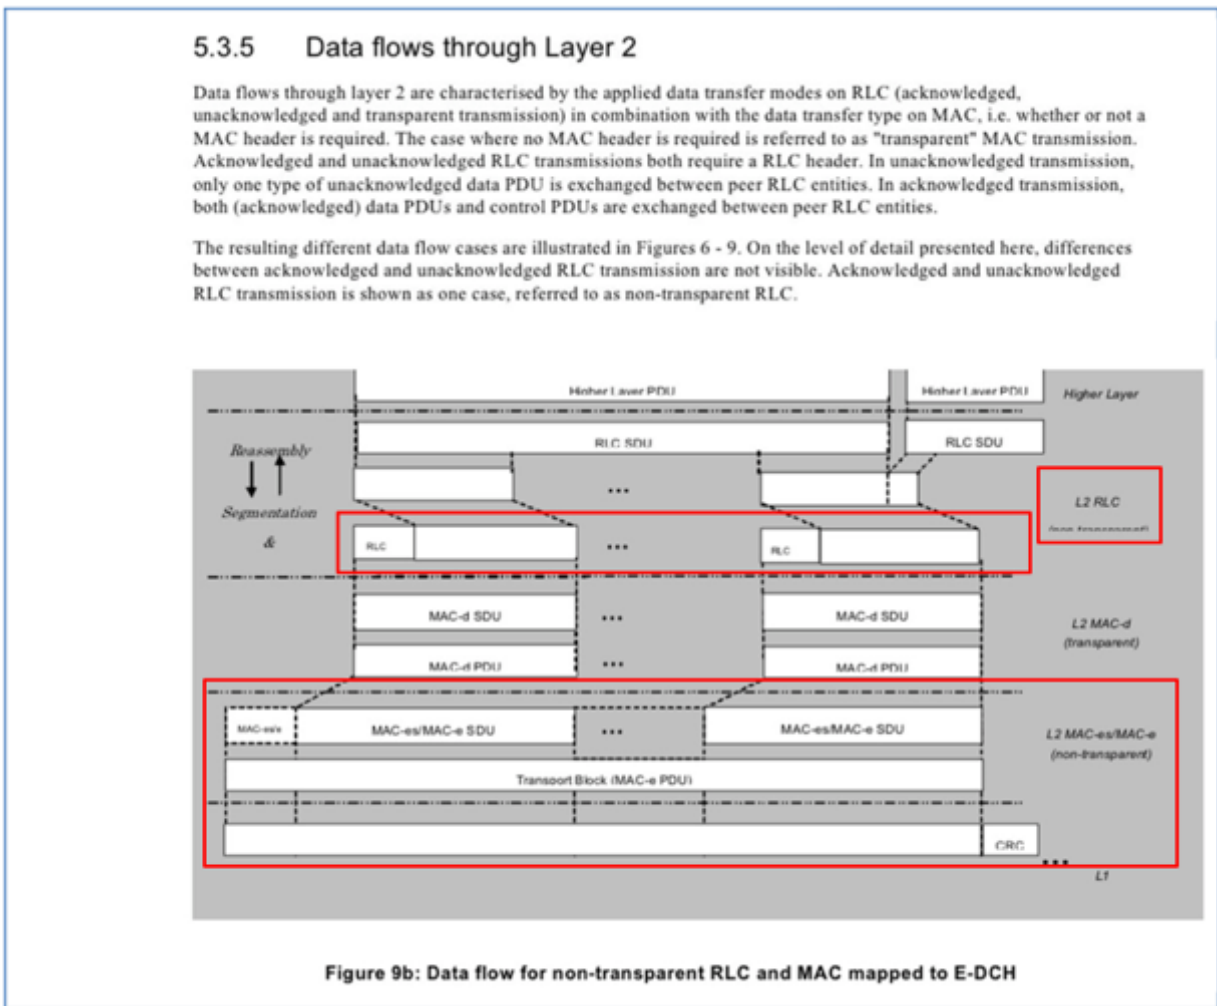 5.3.5 Data flows through Layer 2
Data flows through layer 2 are characterised by the applied data transfer modes on RLC (acknowledged,
unacknowledged and transparent transmission) in combination with the data transfer type on MAC, i.e. whether or not a
MAC header is required. The case where no MAC header is required is referred to as "transparent" MAC transmission.
Acknowledged and unacknowledged RLC transmissions both require a RLC header. In unacknowledged transmission,
only one type of unacknowledged data PDU is exchanged between peer RLC entities. In acknowledged transmission,
both (acknowledged) data PDUs and control PDUs are exchanged between peer RLC entities.
The resulting different data flow cases are illustrated in Figures 6 - 9. On the level of detail presented here, differences
between acknowledged and unacknowledged RLC transmission are not visible. Acknowledged and unacknowledged
RLC transmission is shown as one case, referred to as non-transparent RLC.
Higher Layer PDU Higher Layer PDU Higher Layer
RLC SDU RLC SDU
Reassembly
... L2 RLC
Segmentation
(non-transparent)
&
RLC ... RLC
MAC-d SDU ... MAC-d SDU L2 MAC-d
(transparent)
MAC-d PDU ... MAC-d PDU
MAC-es/e MAC-es/MAC-e SDU ... MAC-es/MAC-e SDU L2 MAC-es/MAC-e
(non-transparent)
Transport Block (MAC-e PDU)
CRC
...
L1
Figure 9b: Data flow for non-transparent RLC and MAC mapped to E-DCH